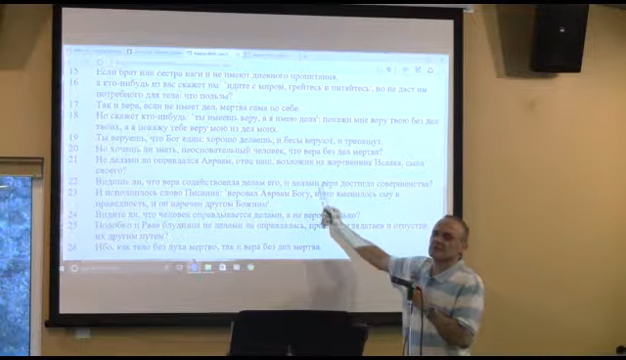 15 Если брат или сестра наги и не имеют дневного пропитания,
16 а кто-нибудь из вас скажет им: 'идите с миром, грейтесь и питайтесь', но не даст им
потребного для тела: что пользы?
17 Так и вера, если не имеет дел, мертва сама по себе.
18 Но скажет кто-нибудь: 'ты имеешь веру, а я имею дела': покажи мне веру твою без дел
твоих, а я покажу тебе веру мою из дел моих.
19 Ты веруешь, что Бог един: хорошо делаешь; и бесы веруют, и трепещут.
20 Но хочешь ли знать, неосновательный человек, что вера без дел мертва?
21 Не делами ли оправдался Авраам, отец наш, возложив на жертвенник Исаака, сына
своего?
22 Видишь ли, что вера содействовала делам его, и делами вера достигла совершенства?
23 И исполнилось слово Писания: 'веровал Авраам Богу, и это вменилось ему в
праведность, и он наречен другом Божиим'.
24 Видите ли, что человек оправдывается делами, а не верою только?
25 Подобно и Раав блудница не делами ли оправдалась, и отпустив
их другим путем?
26 Ибо, как тело без духа мертво, так и вера без дел мертва.